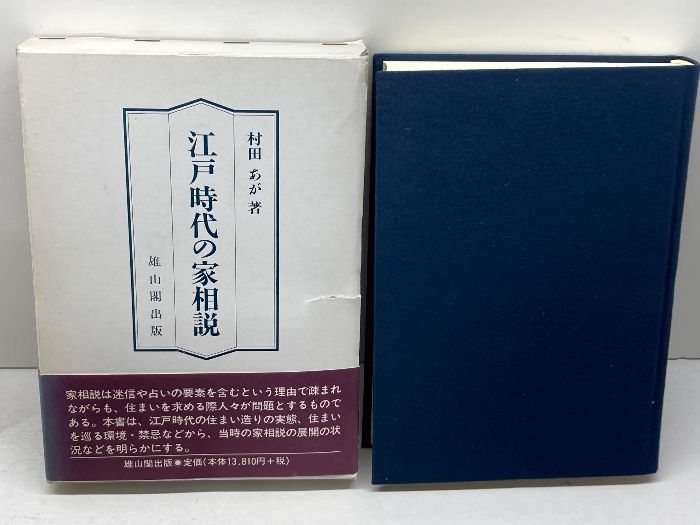 村田 あが 著
江戸時代の家相説
雄山閣出版
家相説は迷信や占いの要素を含むという理由で疎まれ
ながらも、住まいを求める際人々が問題とするもので
ある。本書は、江戸時代の住まい造りの実態、住まい
を巡る環境・禁忌などから、当時の家相説の展開の状
況などを明らかにする。
雄山閣出版●定価(本体13,810円+税)